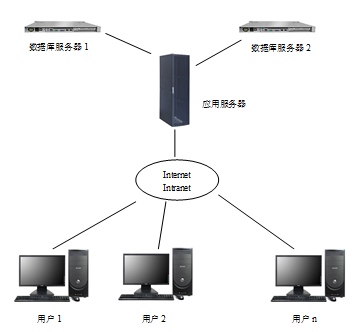 数据库服务器 1
数据库服务器 2
应用服务器
Internet
Intranet
用户 1
用户 2
用户 n